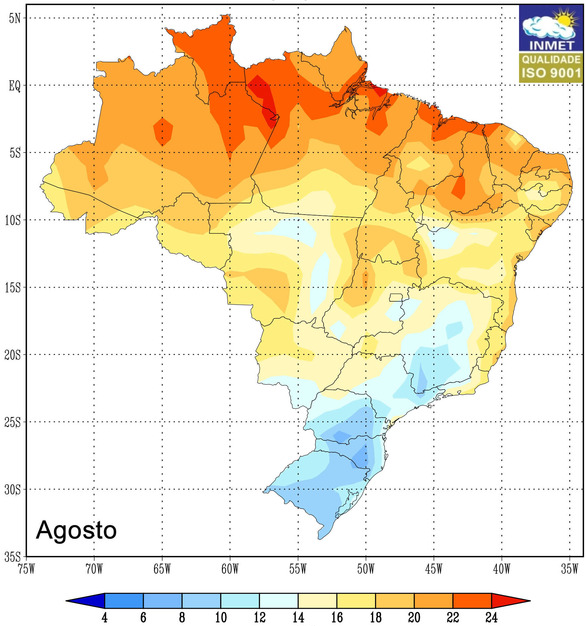 5N
EQ
5S
10S
15S
20S
25S
30S
35S
INMET
QUALIDADE
ISO 9001
Agosto
75W 70W 65W 60W 55W 50W 45W 40W 35W
4 6 8 10 12 14 16 18 20 22 24